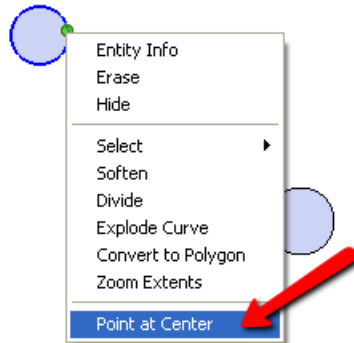 Entity Info
Erase
Hide
Select
Soften
Divide
Explode Curve
Convert to Polygon
Zoom Extents
Point at Center